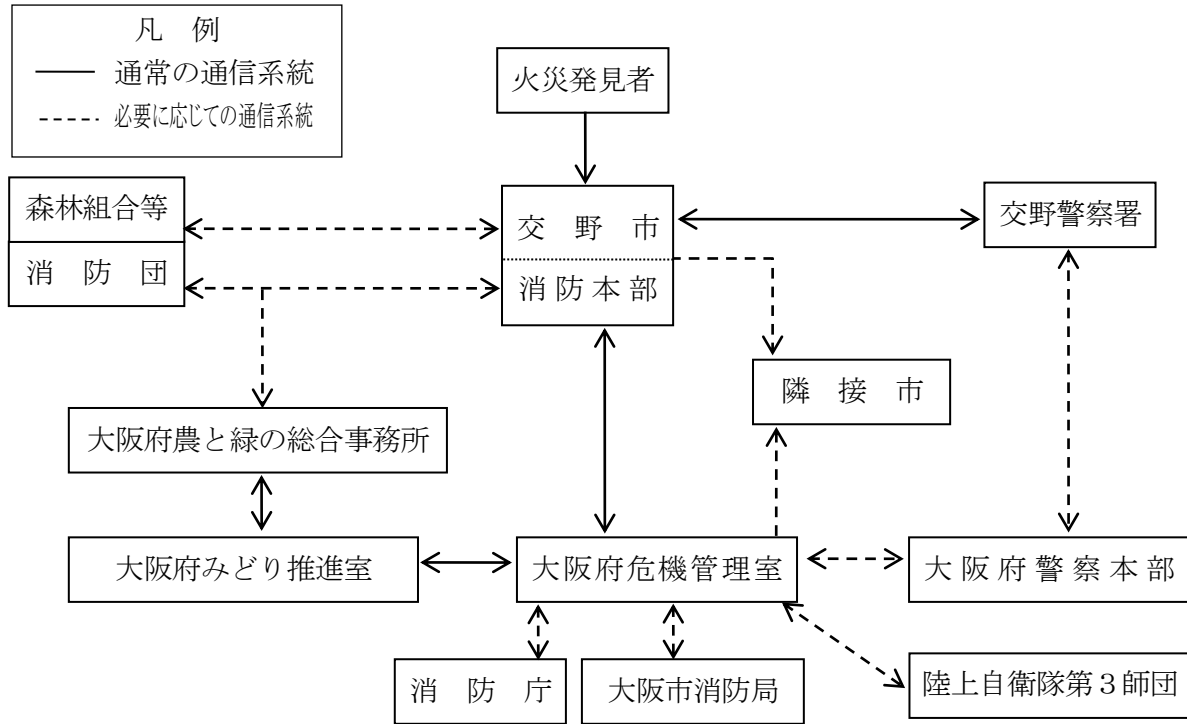 凡　例
通常の通信系統
必要に応じての通信系統
火災発見者
森林組合等
消　防　団
交　野　市
消防本部
交野警察署
隣　接　市
大阪府農と緑の総合事務所
大阪府みどり推進室
大阪府危機管理室
大阪府警察本部
消　防　庁
大阪市消防局
陸上自衛隊第３師団